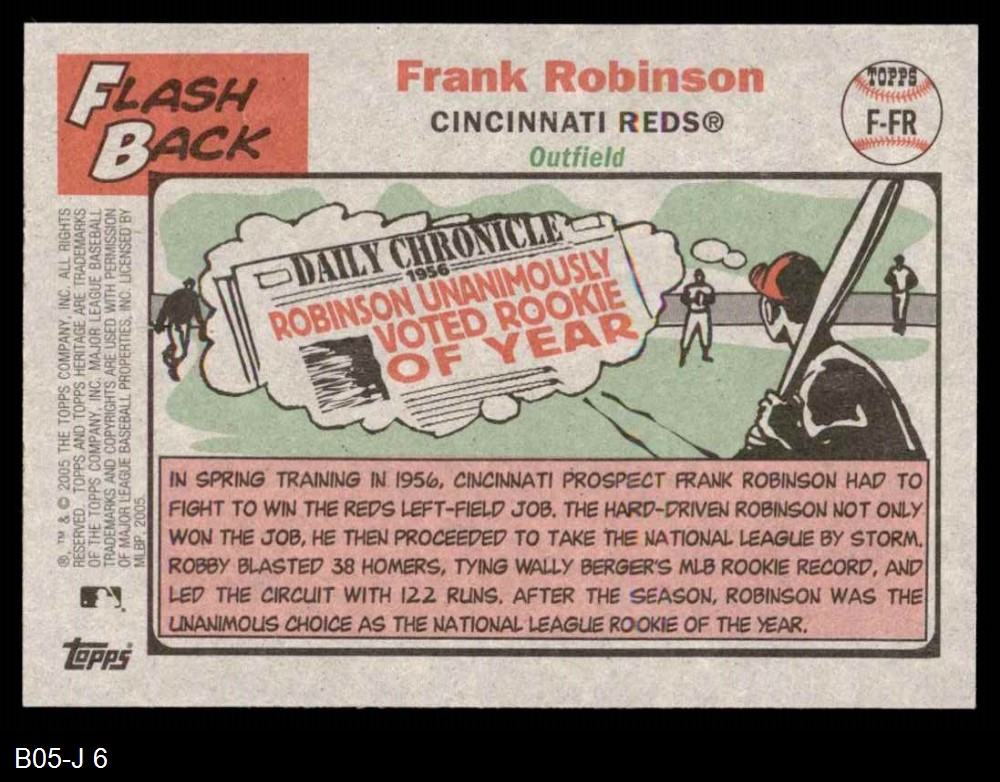 FLASH
BACK
Frank Robinson
CINCINNATI REDS®
Outfield
TOPPS
F-FR
DAILY CHRONICLE
1956
ROBINSON UNANIMOUSLY
VOTED ROOKIE
OF YEAR
IN SPRING TRAINING IN 1956, CINCINNATI PROSPECT FRANK ROBINSON HAD TO
FIGHT TO WIN THE REDS LEFT-FIELD JOB. THE HARD-DRIVEN ROBINSON NOT ONLY
WON THE JOB, HE THEN PROCEEDED TO TAKE THE NATIONAL LEAGUE BY STORM.
ROBBY BLASTED 38 HOMERS, TYING WALLY BERGER'S MLB ROOKIE RECORD, AND
LED THE CIRCUIT WITH 122 RUNS. AFTER THE SEASON, ROBINSON WAS THE
UNANIMOUS CHOICE AS THE NATIONAL LEAGUE ROOKIE OF THE YEAR.
®, ™ & © 2005 THE TOPPS COMPANY, INC. ALL RIGHTS
RESERVED. TOPPS AND TOPPS HERITAGE ARE TRADEMARKS
OF THE TOPPS COMPANY, INC. MAJOR LEAGUE BASEBALL
TRADEMARKS AND COPYRIGHTS ARE USED WITH PERMISSION
OF MAJOR LEAGUE BASEBALL PROPERTIES, INC. LICENSED BY
MLBP, 2005.
topps®
B05-J 6